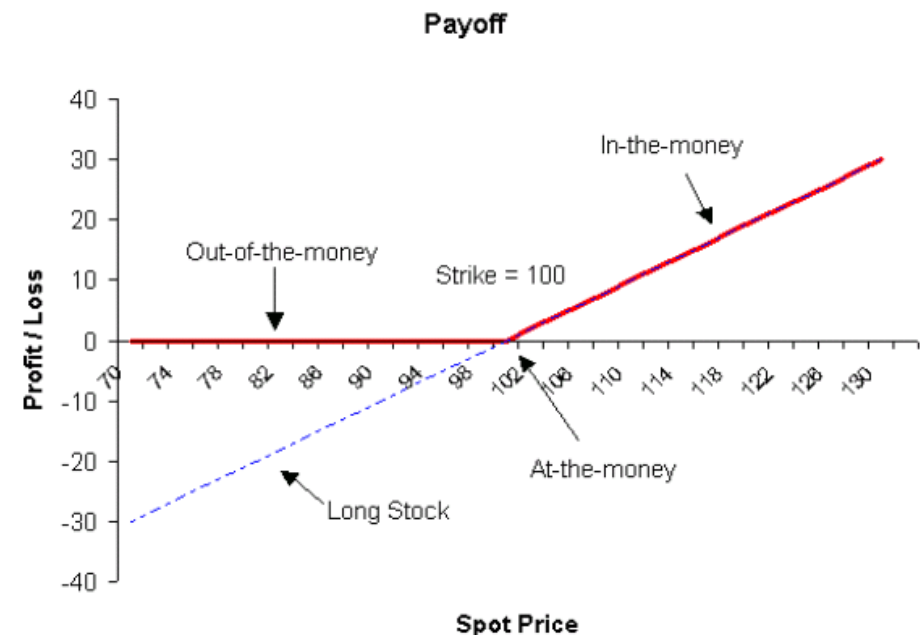 Payoff
40
30
20
10
0
-10
-20
-30
-40
Profit / Loss
In-the-money
Out-of-the-money
Strike = 100
70 74 78 82 86 90 94 98 102 106 110 114 118 122 126 130
At-the-money
Long Stock
Spot Price